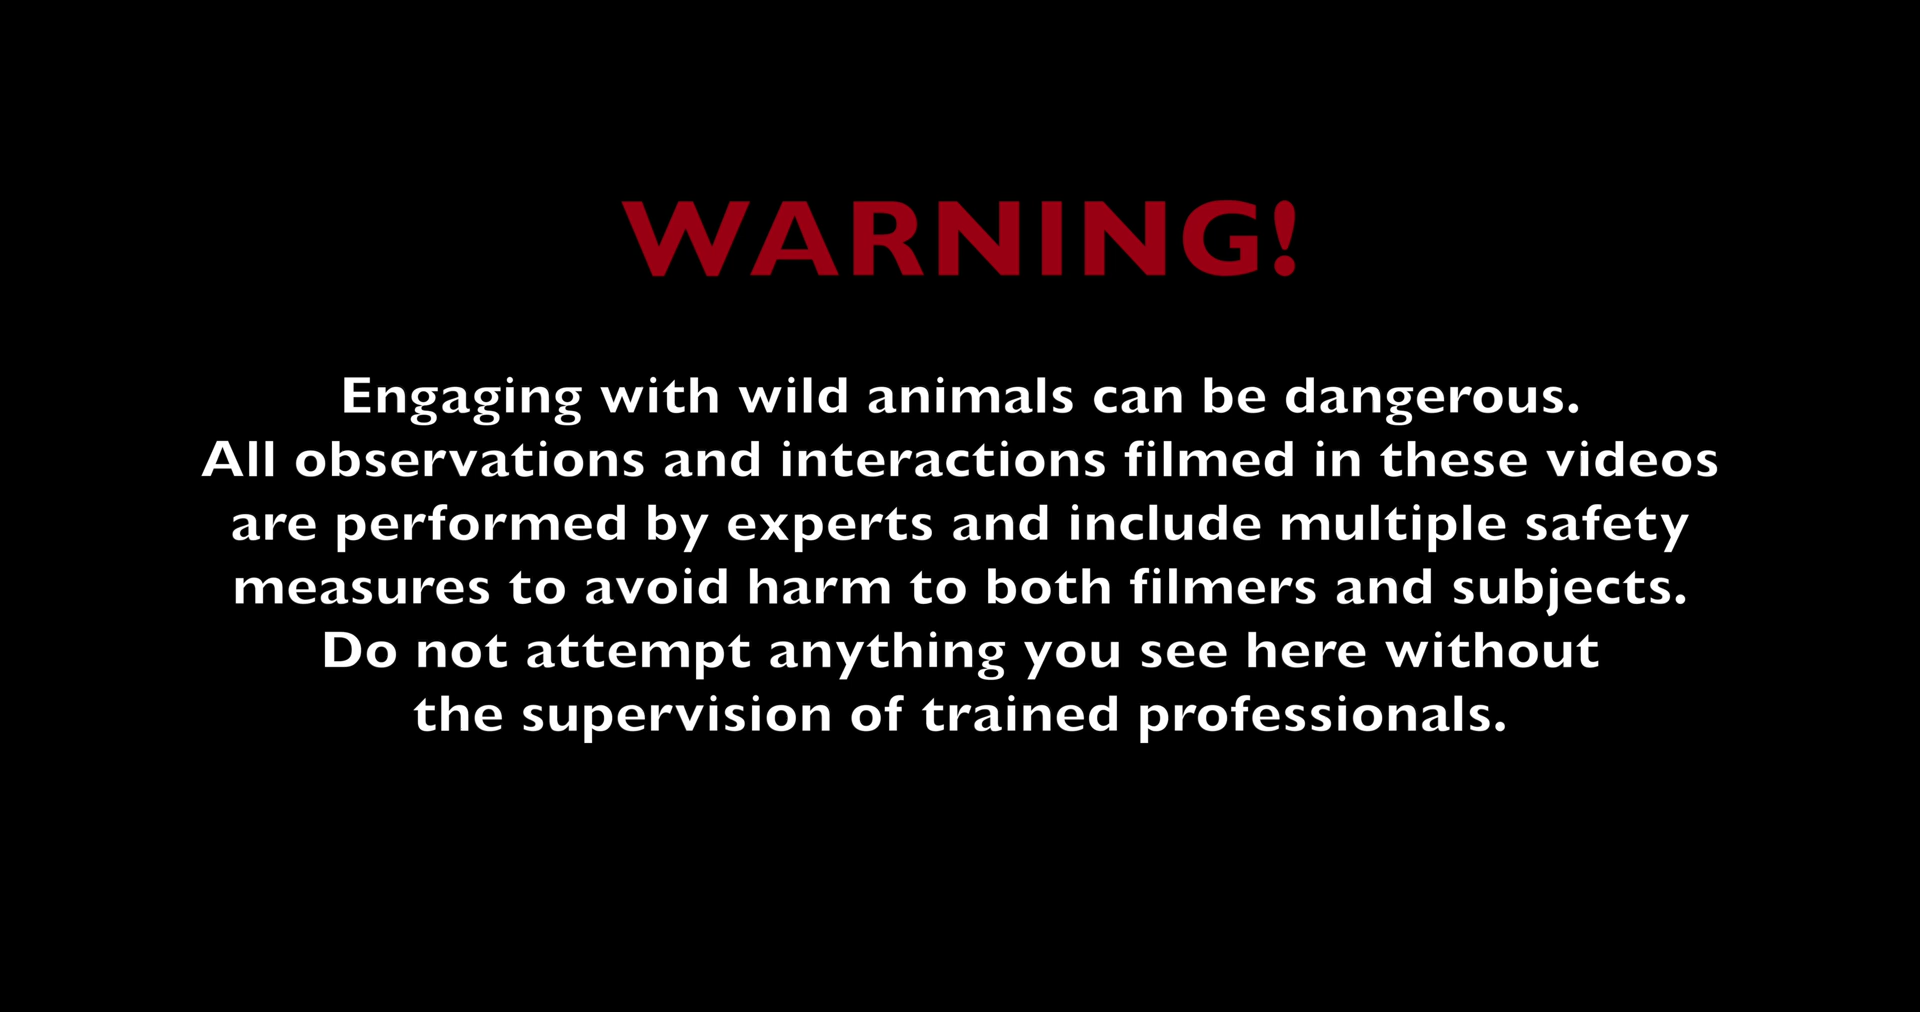 WARNING!
Engaging with wild animals can be dangerous.
All observations and interactions filmed in these videos
are performed by experts and include multiple safety
measures to avoid harm to both filmers and subjects.
Do not attempt anything you see here without
the supervision of trained professionals.